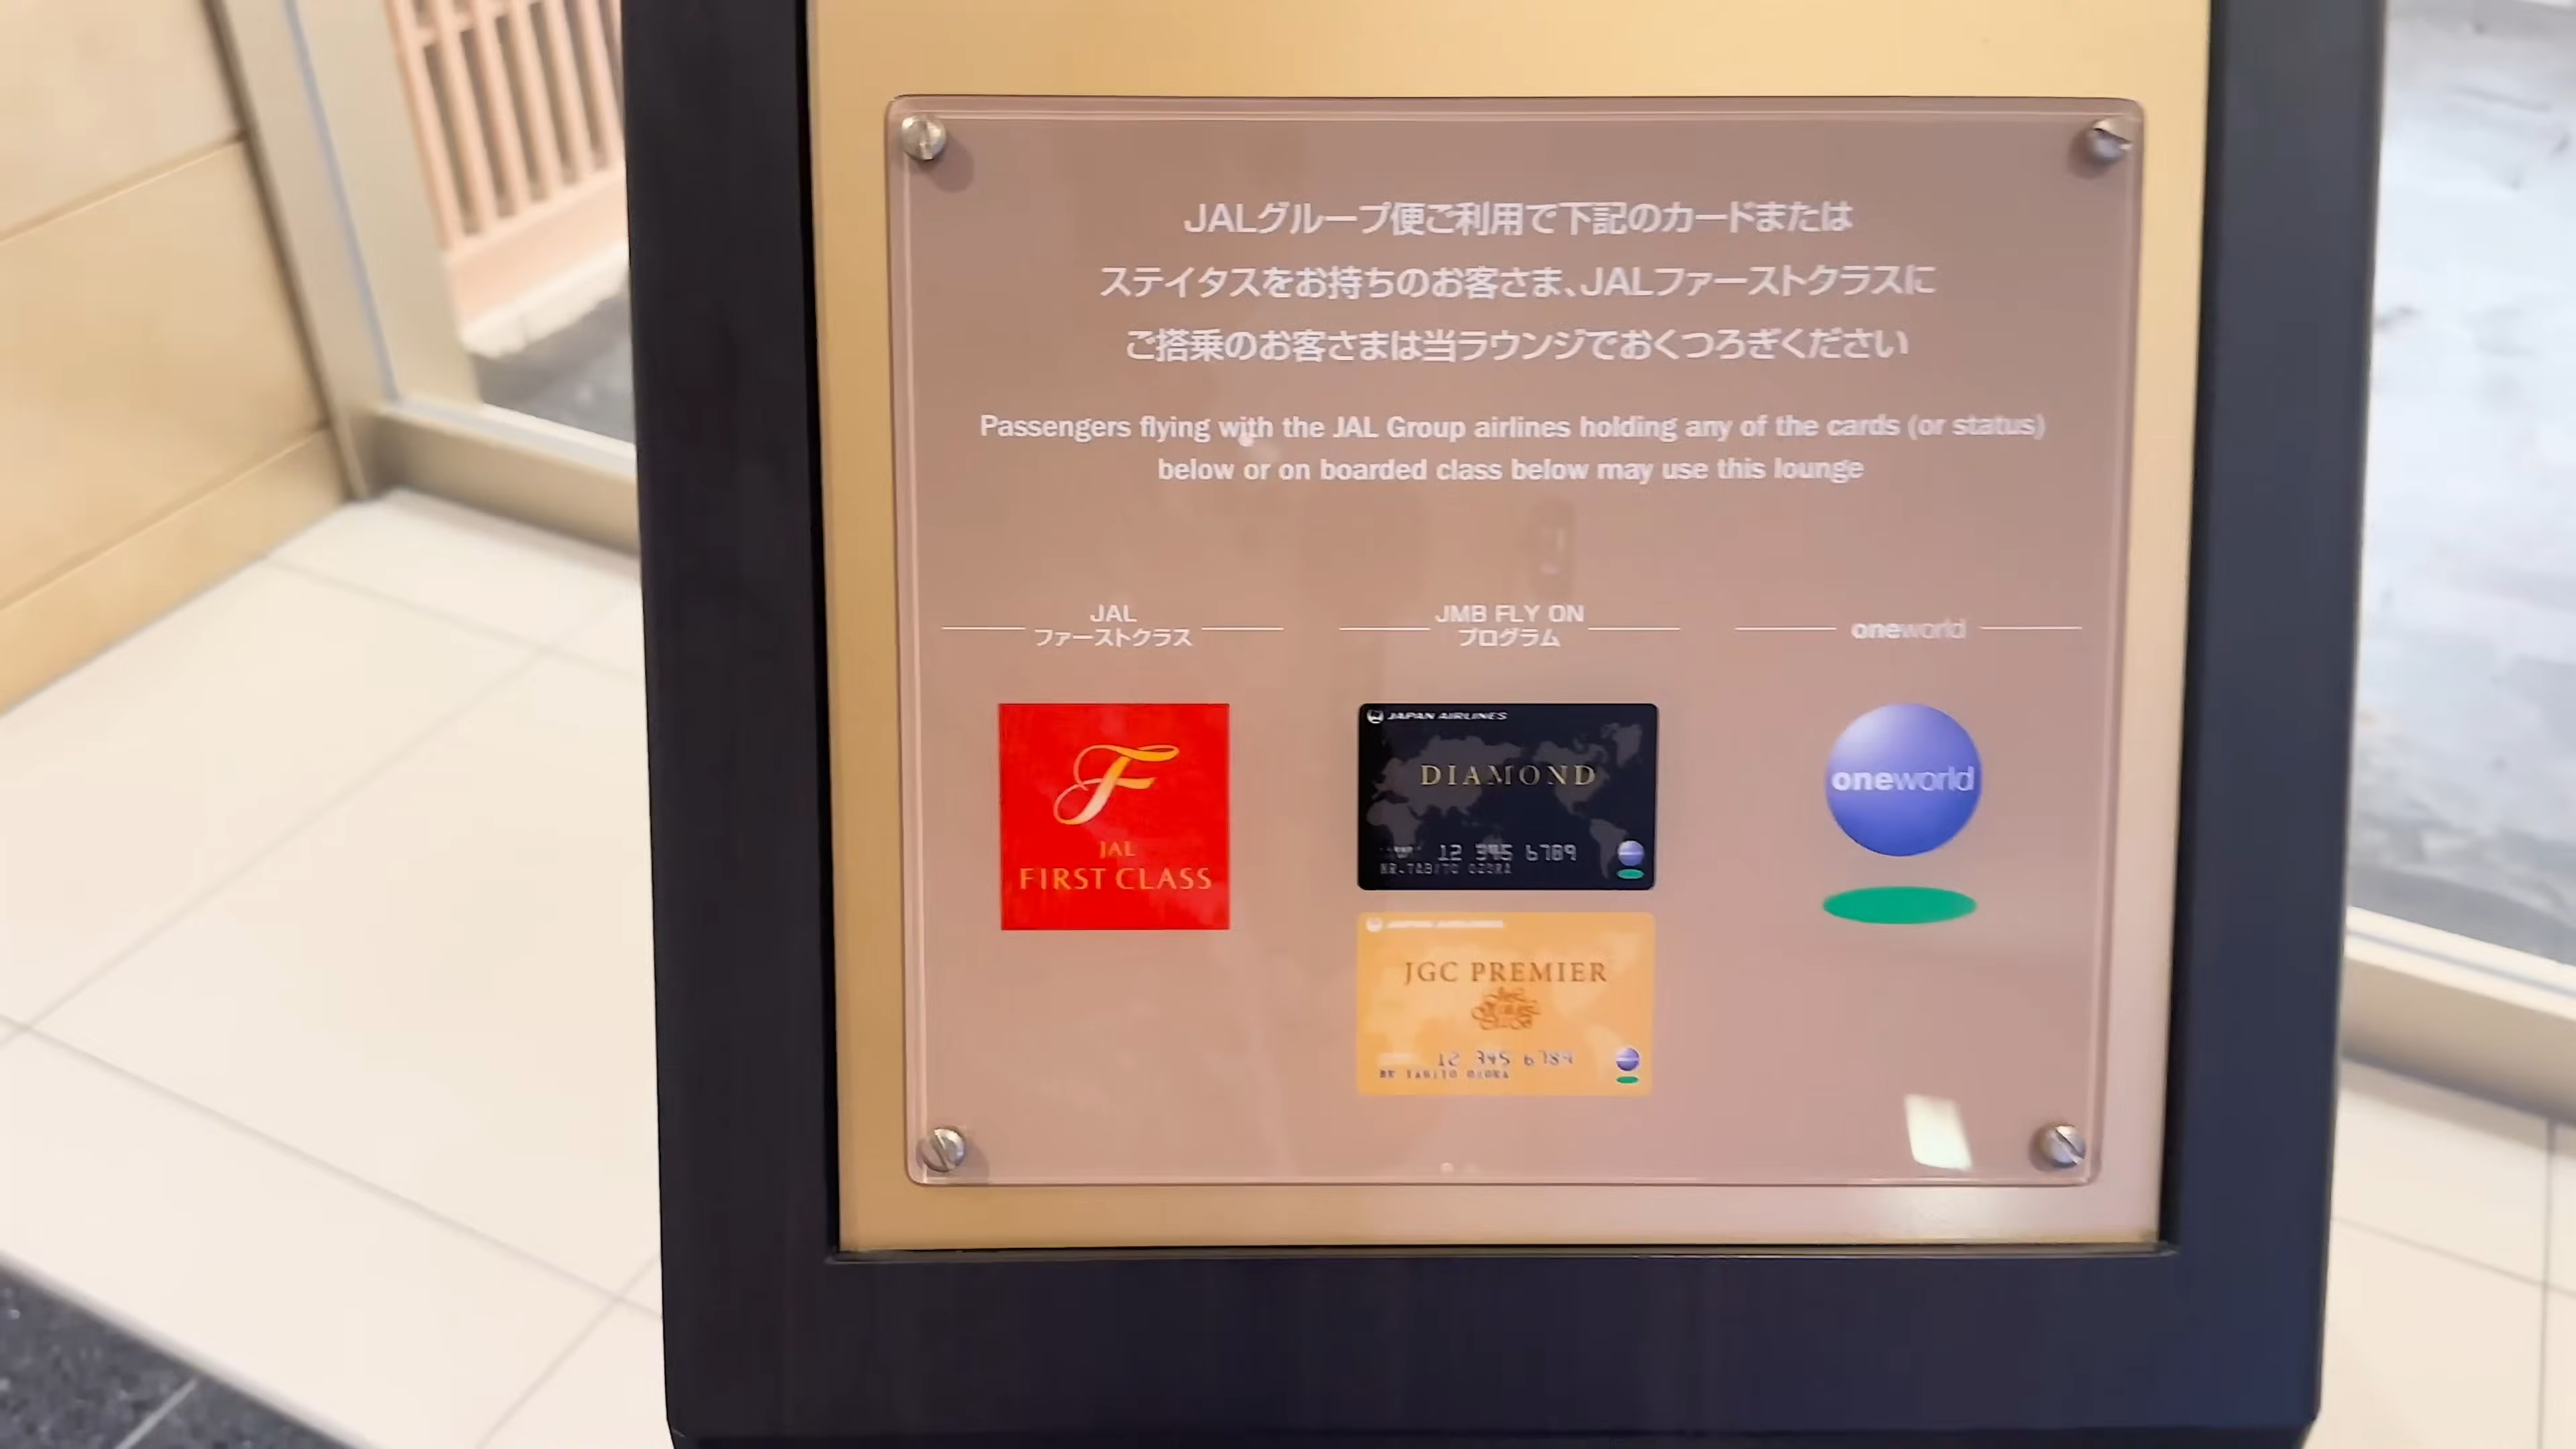 JALグループ便ご利用で下記のカードまたは
ステイタスをお持ちのお客さま、JALファーストクラスに
ご搭乗のお客さまは当ラウンジでおくつろぎください
Passengers flying with the JAL Group airlines holding any of the cards (or status)
below or on boarded class below may use this lounge
JAL
ファーストクラス
F
JAL
FIRST CLASS
JMB FLY ON
プログラム
JAPAN AIRLINES
DIAMOND
12 345 6789
JAPAN AIRLINES
JGC PREMIER
12 345 6789
oneworld
oneworld